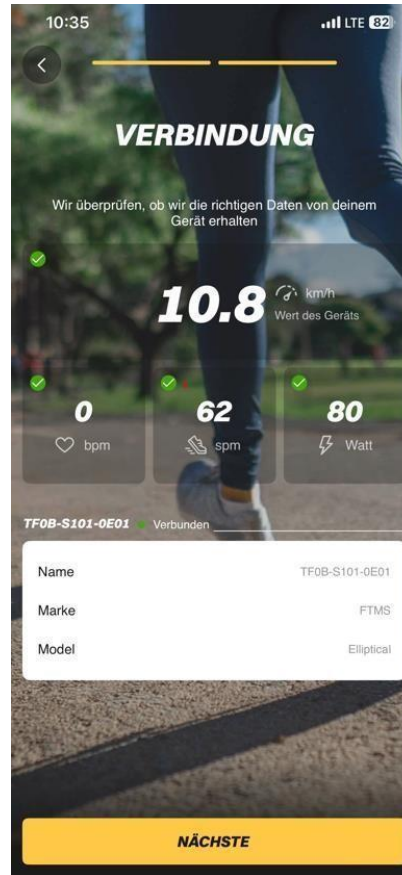 10:35 LTE 82
VERBINDUNG
Wir überprüfen, ob wir die richtigen Daten von deinem
Gerät erhalten
10.8 km/h
Wert des Geräts
0 62 80
bpm spm Watt
TF0B-S101-0E01 Verbunden
Name TF0B-S101-0E01
Marke FTMS
Model Elliptical
NÄCHSTE